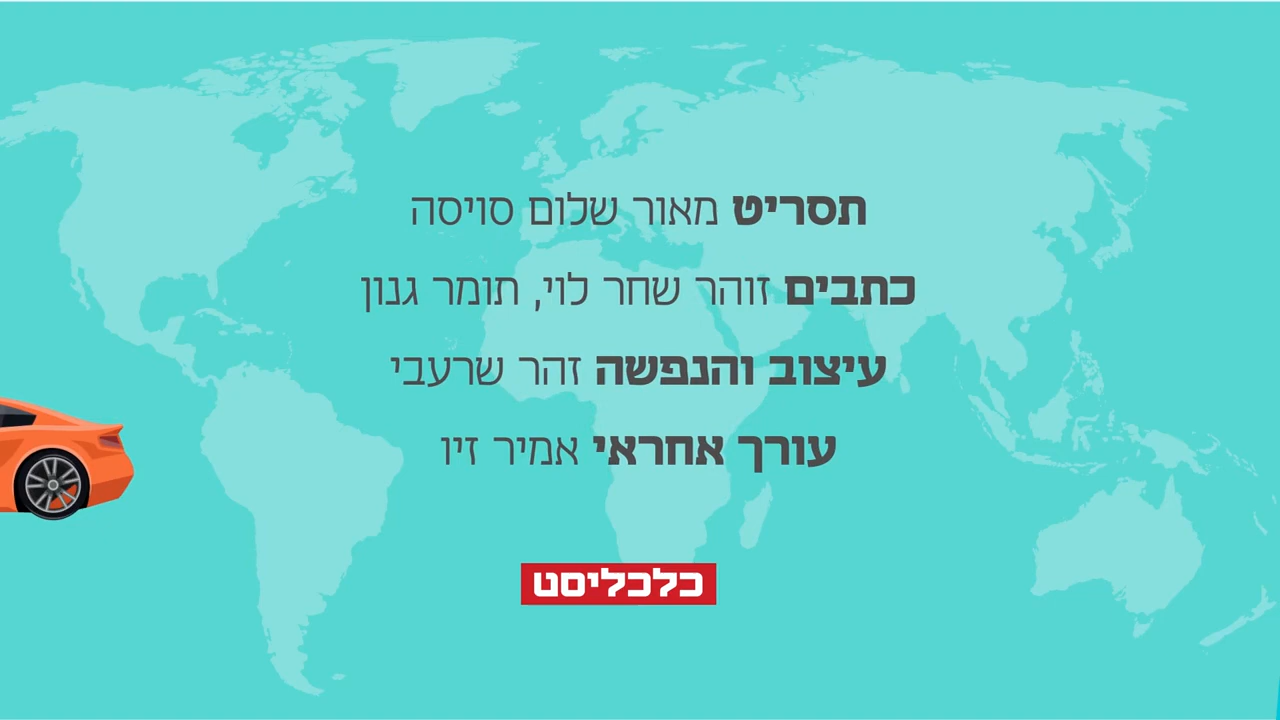 תסריט מאור שלום סויסה
כתבים זוהר שחר לוי, תומר גנון
עיצוב והנפשה זהר שרעבי
עורך אחראי אמיר זיו
כלכליסט